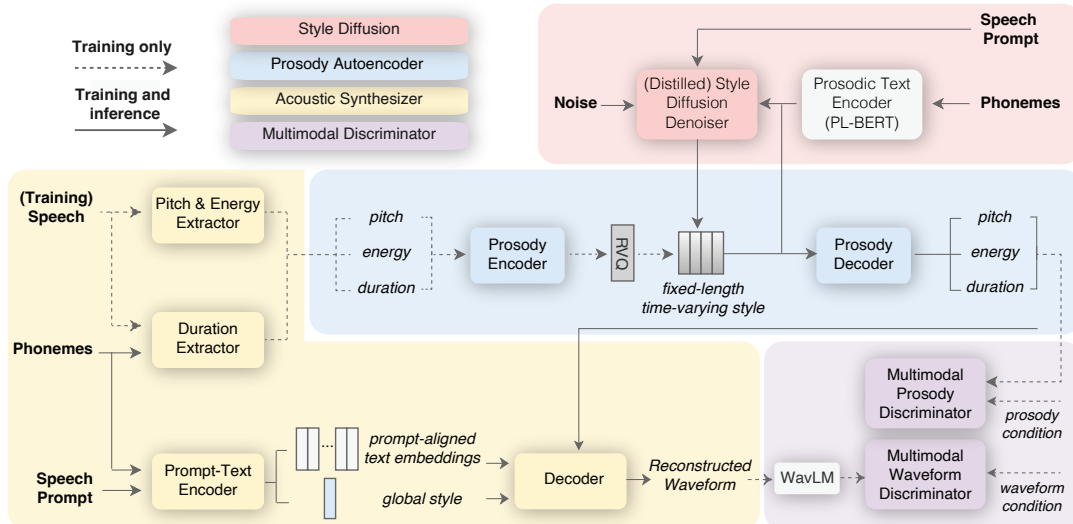 Training only
Training and
inference
Style Diffusion
Prosody Autoencoder
Acoustic Synthesizer
Multimodal Discriminator
Speech
Prompt
Noise
(Distilled) Style
Diffusion
Denoiser
Prosodic Text
Encoder
(PL-BERT)
Phonemes
(Training)
Speech
Pitch & Energy
Extractor
Duration
Extractor
Phonemes
pitch
energy
duration
Prosody
Encoder
RVQ
fixed-length
time-varying style
Prosody
Decoder
pitch
energy
duration
Speech
Prompt
Prompt-Text
Encoder
...
prompt-aligned
text embeddings
global style
Decoder
Reconstructed
Waveform
WavLM
Multimodal
Prosody
Discriminator
prosody
condition
Multimodal
Waveform
Discriminator
waveform
condition